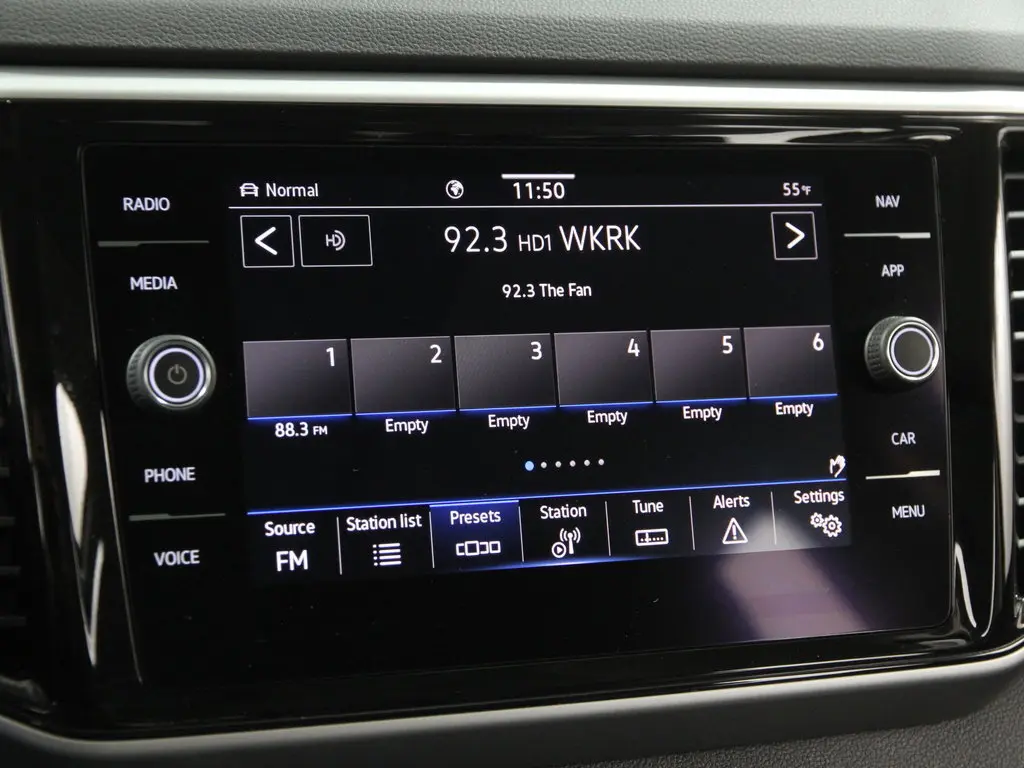 RADIO
MEDIA
PHONE
VOICE
Normal
11:50
55°F
HD
92.3 HD1 WKRK
92.3 The Fan
1 2 3 4 5 6
88.3 FM Empty Empty Empty Empty Empty
Source Station list Presets Station Tune Alerts Settings
FM
NAV
APP
CAR
MENU